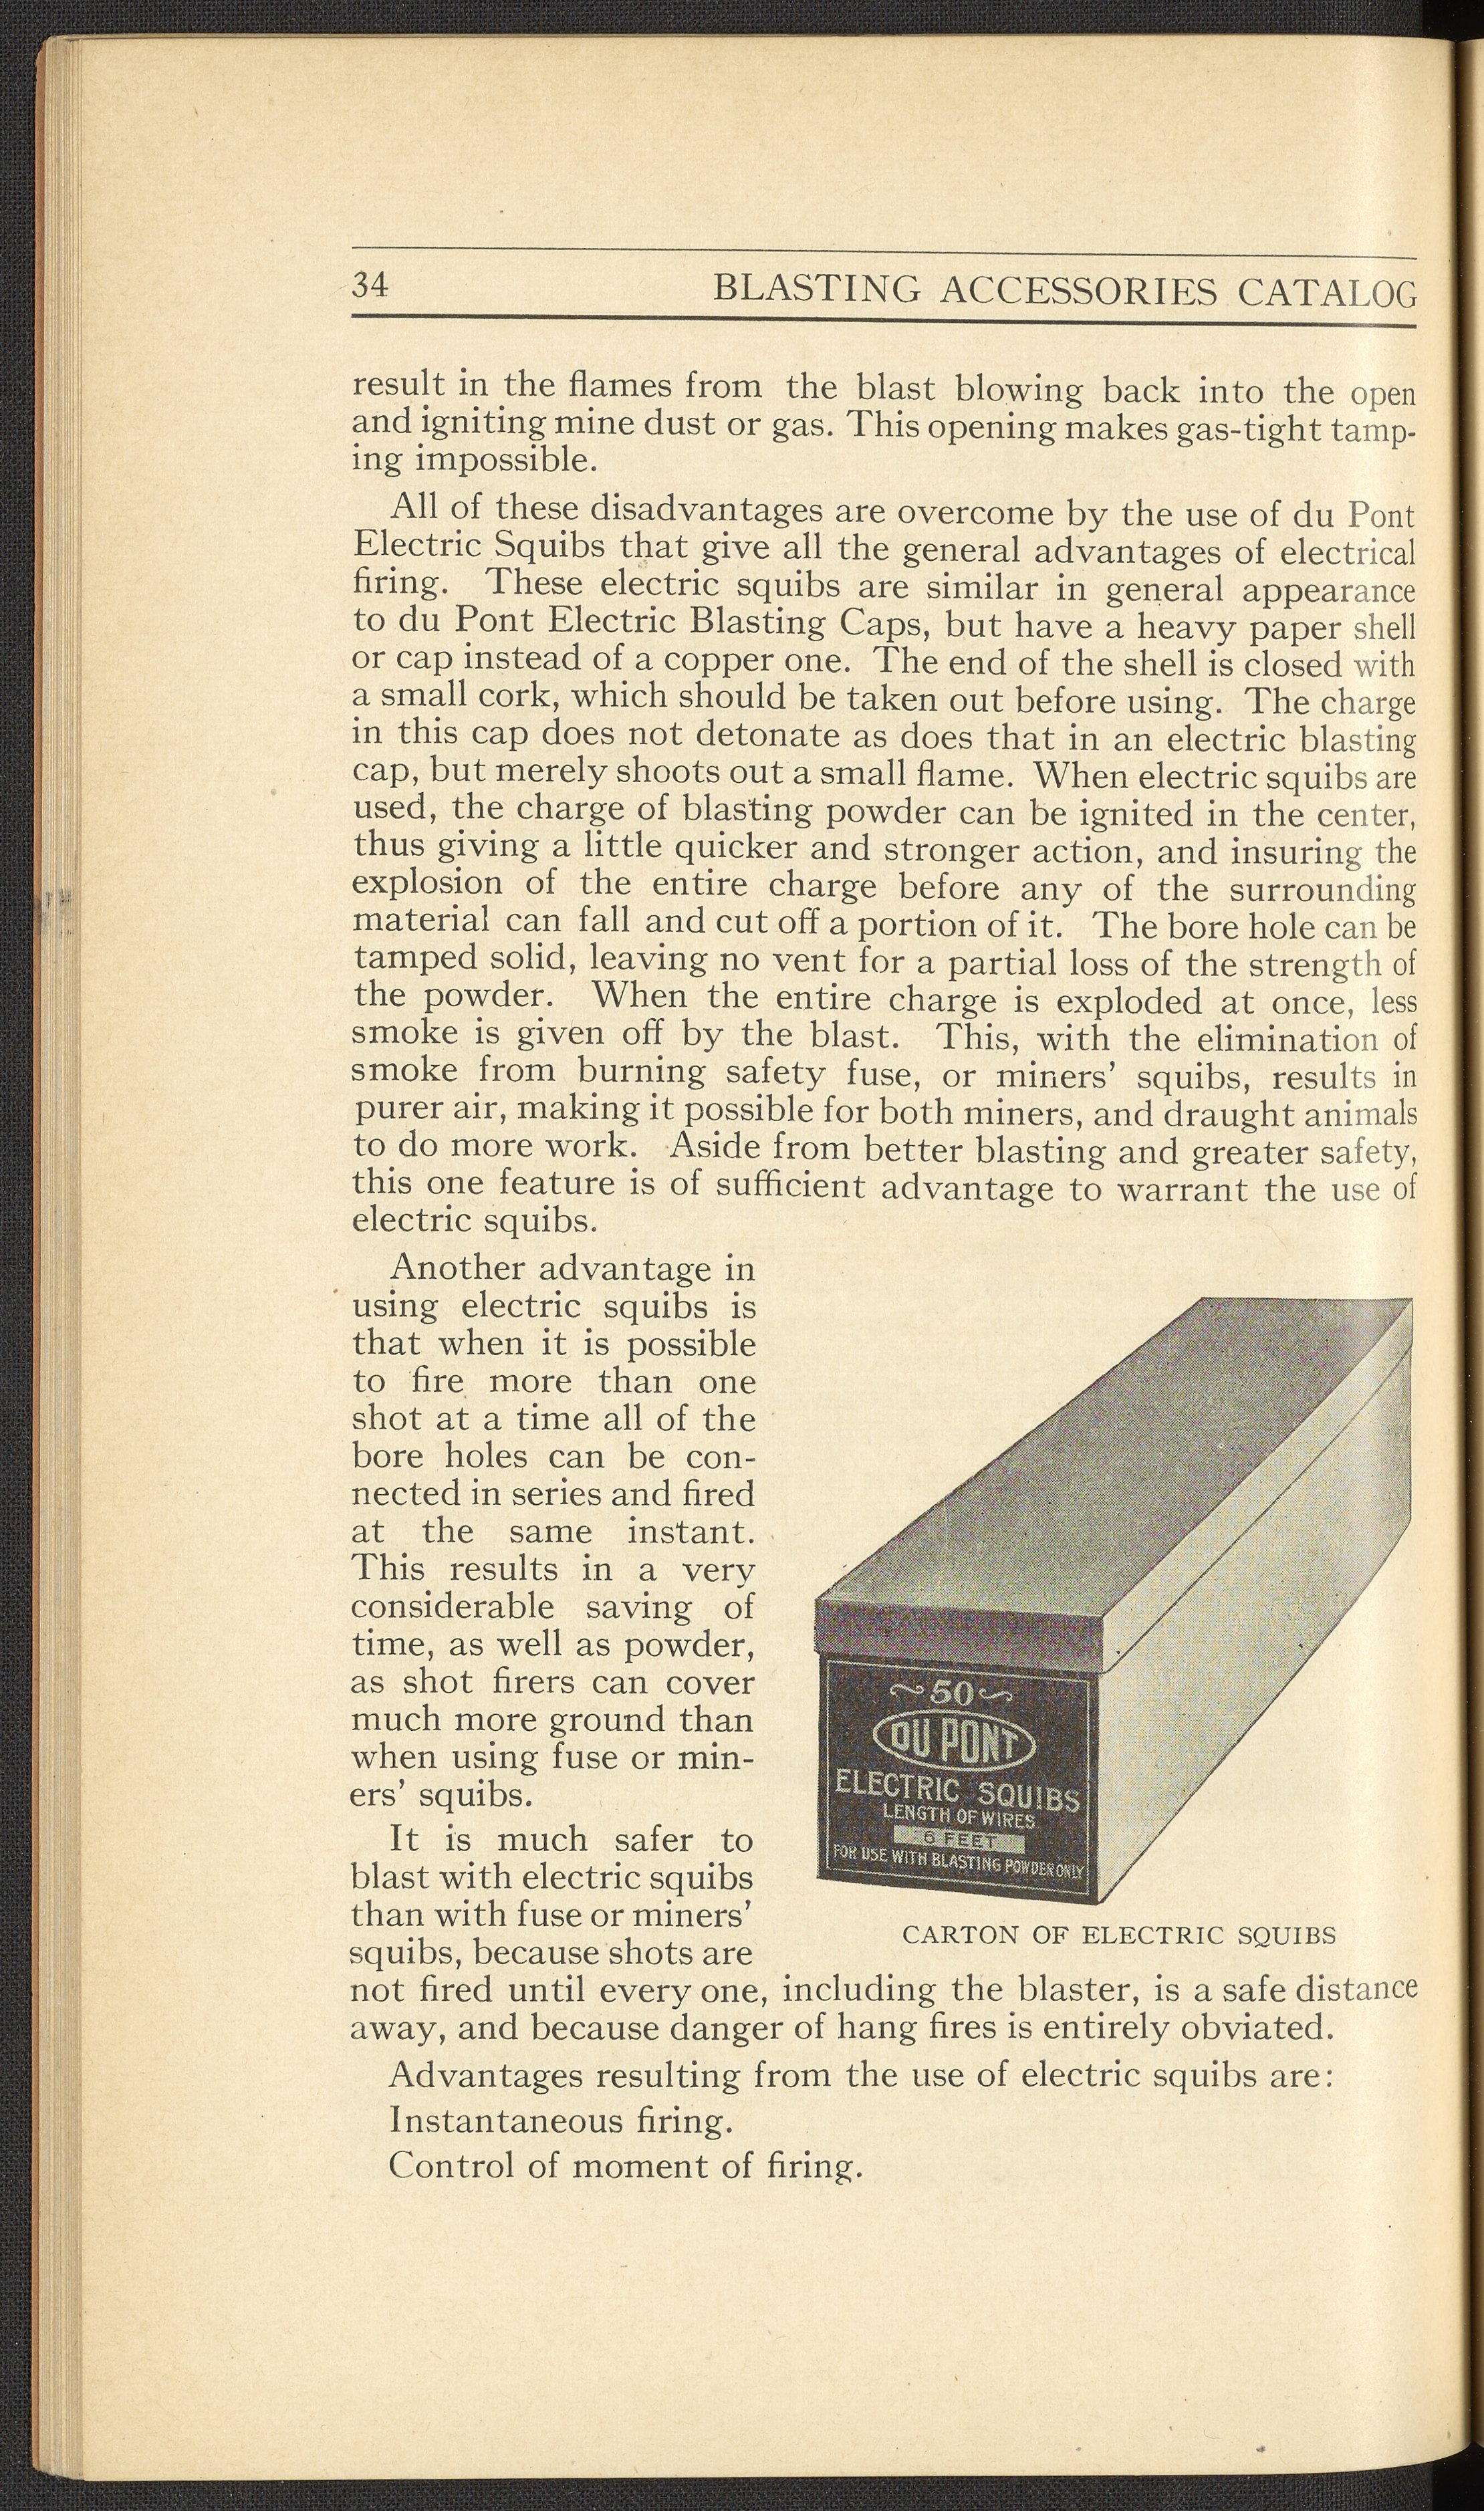 34
BLASTING ACCESSORIES CATALOG
result in the flames from the blast blowing back into the open
and igniting mine dust or gas. This opening makes gas-tight tamp-
ing impossible.
All of these disadvantages are overcome by the use of du Pont
Electric Squibs that give all the general advantages of electrical
firing. These electric squibs are similar in general appearance
to du Pont Electric Blasting Caps, but have a heavy paper shell
or cap instead of a copper one. The end of the shell is closed with
a small cork, which should be taken out before using. The charge
in this cap does not detonate as does that in an electric blasting
cap, but merely shoots out a small flame. When electric squibs are
used, the charge of blasting powder can be ignited in the center,
thus giving a little quicker and stronger action, and insuring the
explosion of the entire charge before any of the surrounding
material can fall and cut off a portion of it. The bore hole can be
tamped solid, leaving no vent for a partial loss of the strength of
the powder. When the entire charge is exploded at once, less
smoke is given off by the blast. This, with the elimination of
smoke from burning safety fuse, or miners' squibs, results in
purer air, making it possible for both miners, and draught animals
to do more work. Aside from better blasting and greater safety,
this one feature is of sufficient advantage to warrant the use of
electric squibs.
Another advantage in
using electric squibs is
that when it is possible
to fire more than one
shot at a time all of the
bore holes can be con-
nected in series and fired
at the same instant.
This results in a very
considerable saving of
time, as well as powder,
as shot firers can cover
much more ground than
when using fuse or min-
ers' squibs.
It is much safer to
blast with electric squibs
than with fuse or miners'
squibs, because shots are
not fired until every one, including the blaster, is a safe distance
away, and because danger of hang fires is entirely obviated.
50
DU PONT
ELECTRIC SQUIBS
LENGTH OF WIRES
6 FEET
FOR USE WITH BLASTING POWDER ONLY
CARTON OF ELECTRIC SQUIBS
Advantages resulting from the use of electric squibs are:
Instantaneous firing.
Control of moment of firing.